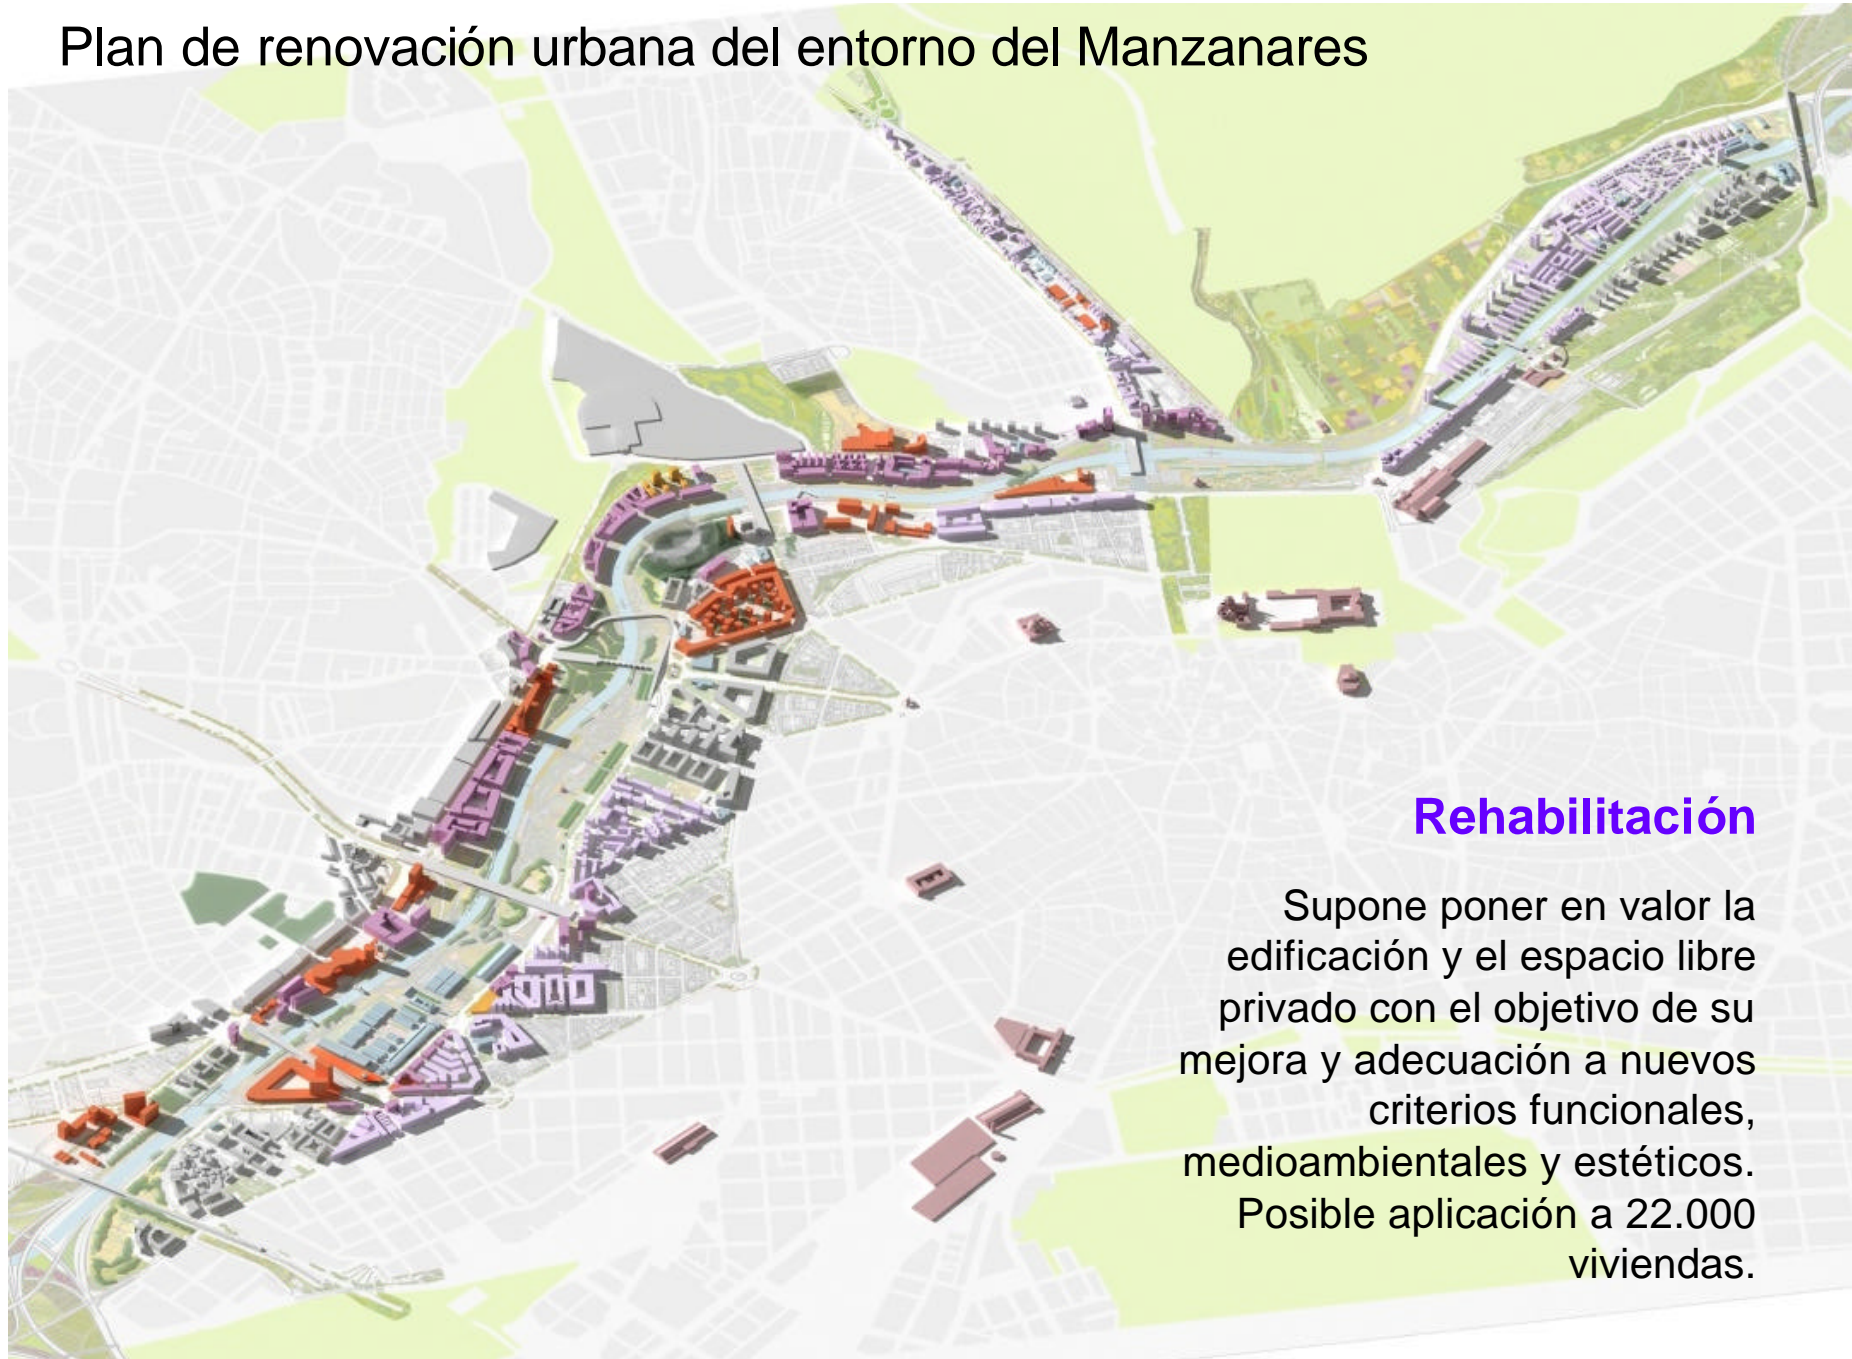 Plan de renovación urbana del entorno del Manzanares
Rehabilitación
Supone poner en valor la
edificación y el espacio libre
privado con el objetivo de su
mejora y adecuación a nuevos
criterios funcionales,
medioambientales y estéticos.
Posible aplicación a 22.000
viviendas.